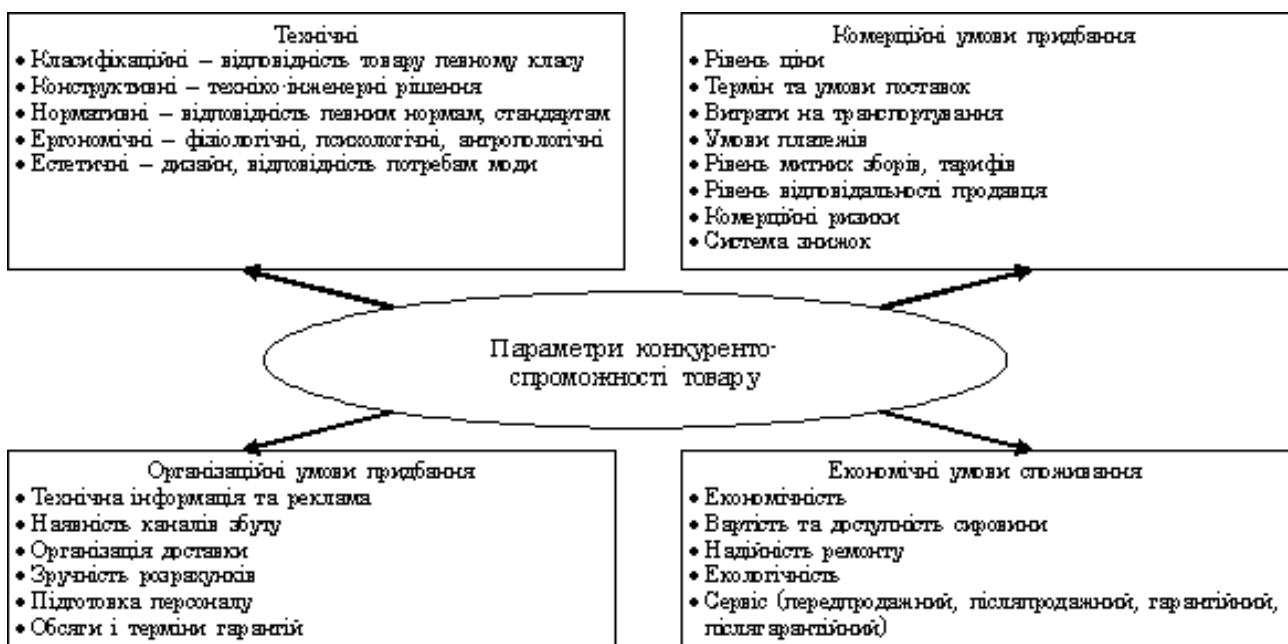 Технічні
• Класифікаційні – відповідність товару певному класу
• Конструктивні – техніко-інженерні рішення
• Нормативні – відповідність певним нормам, стандартам
• Ергономічні – фізіологічні, психологічні, антропологічні
• Естетичні – дизайн, відповідність потребам моди
Комерційні умови придбання
• Рівень ціни
• Термін та умови поставок
• Витрати на транспортування
• Умови платежів
• Рівень митних зборів, тарифів
• Рівень відповідальності продавця
• Комерційні ризики
• Система знижок
Параметри конкуренто-
спроможності товару
Організаційні умови придбання
• Технічна інформація та реклама
• Наявність каналів збуту
• Організація доставки
• Зручність розрахунків
• Підготовка персоналу
• Обсяги і терміни гарантій
Економічні умови споживання
• Економічність
• Вартість та доступність сировини
• Надійність ремонту
• Екологічність
• Сервіс (передпродажний, післяпродажний, гарантійний,
післягарантійний)